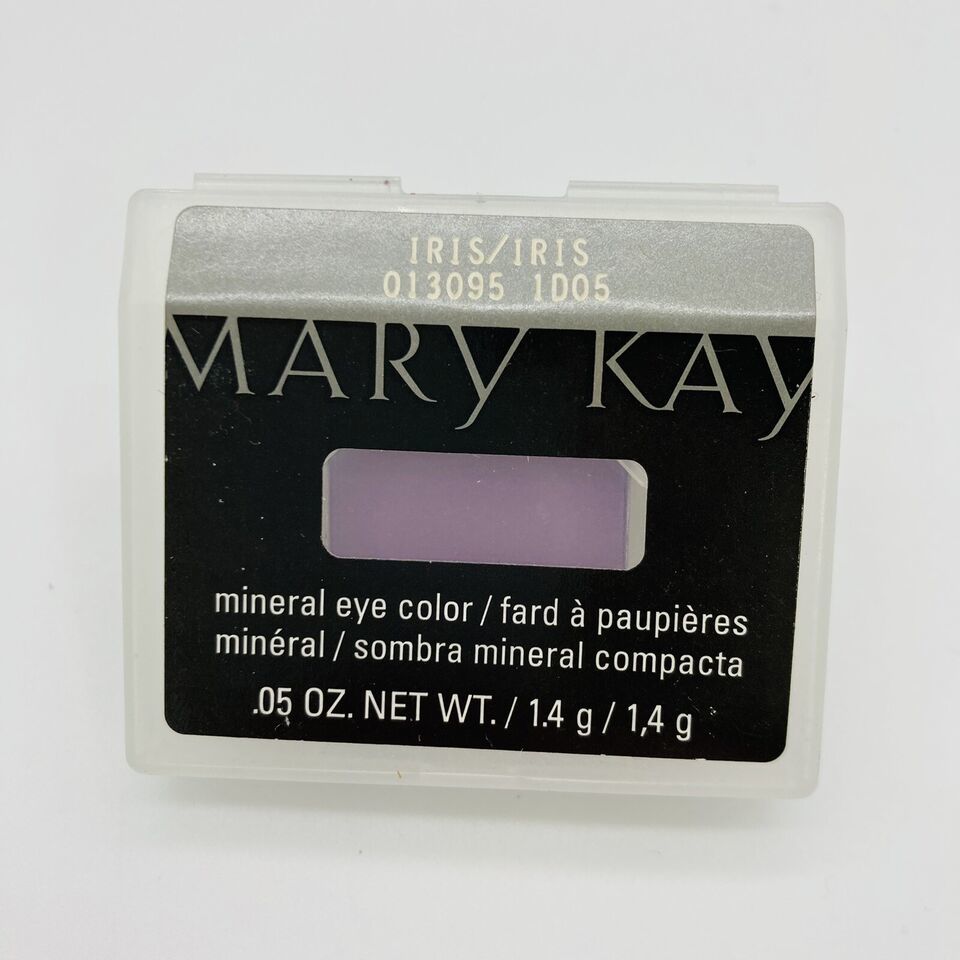 IRIS/IRIS
013095 1D05
MARY KAY
mineral eye color / fard à paupières
minéral / sombra mineral compacta
.05 OZ. NET WT. / 1.4 g / 1,4 g